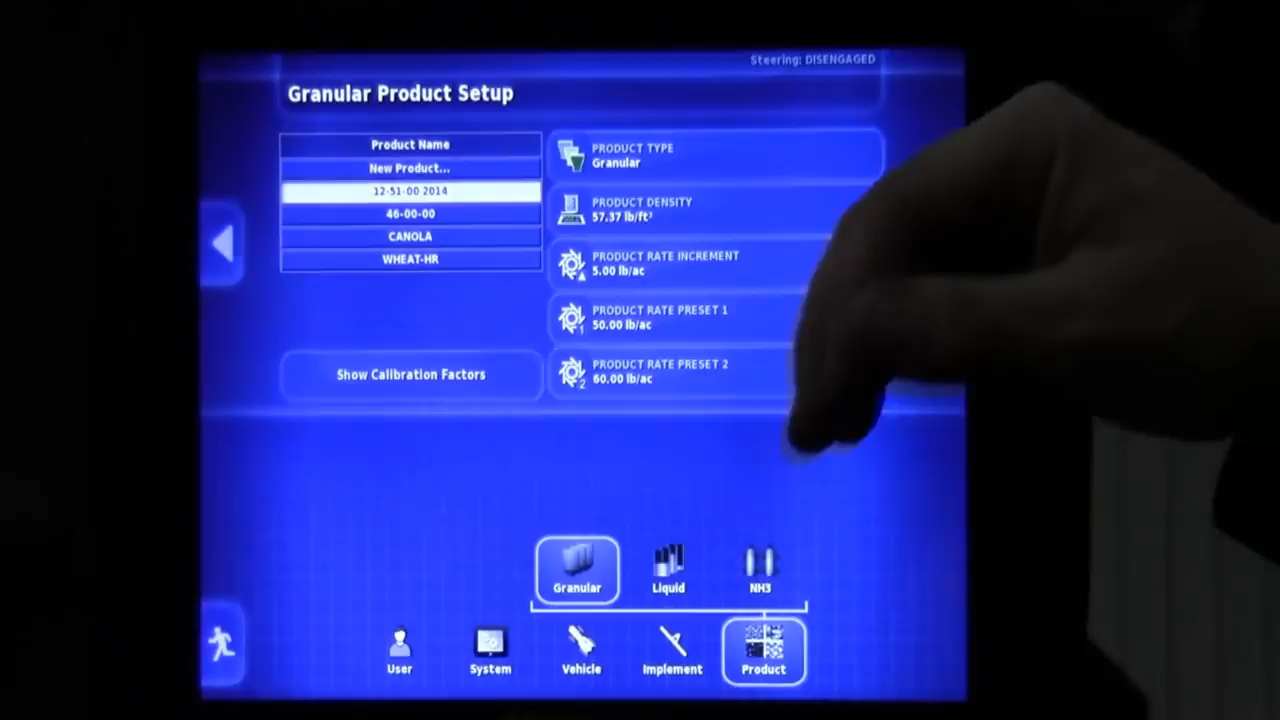 Steering: DISENGAGED
Granular Product Setup
Product Name
New Product...
12-51-00 2014
46-00-00
CANOLA
WHEAT-HR
Show Calibration Factors
PRODUCT TYPE
Granular
PRODUCT DENSITY
57.37 lb/ft³
PRODUCT RATE INCREMENT
5.00 lb/ac
PRODUCT RATE PRESET 1
50.00 lb/ac
1
PRODUCT RATE PRESET 2
60.00 lb/ac
2
Granular
Liquid
NH3
User
System
Vehicle
Implement
Product